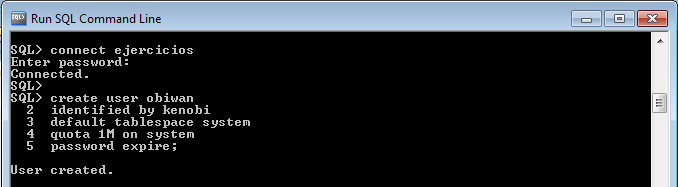 Run SQL Command Line
SQL> connect ejercicios
Enter password:
Connected.
SQL>
SQL> create user obiwan
2 identified by kenobi
3 default tablespace system
4 quota 1M on system
5 password expire;
User created.